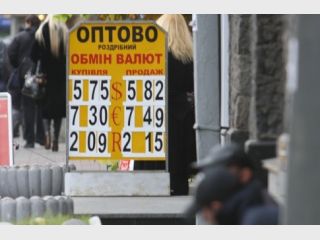 ОПТОВО
РОЗДРІБНИЙ
ОБМІН ВАЛЮТ
КУПІВЛЯ ПРОДАЖ
5 75 $ 5 82
7 30 € 7 49
2 09 R 2 15